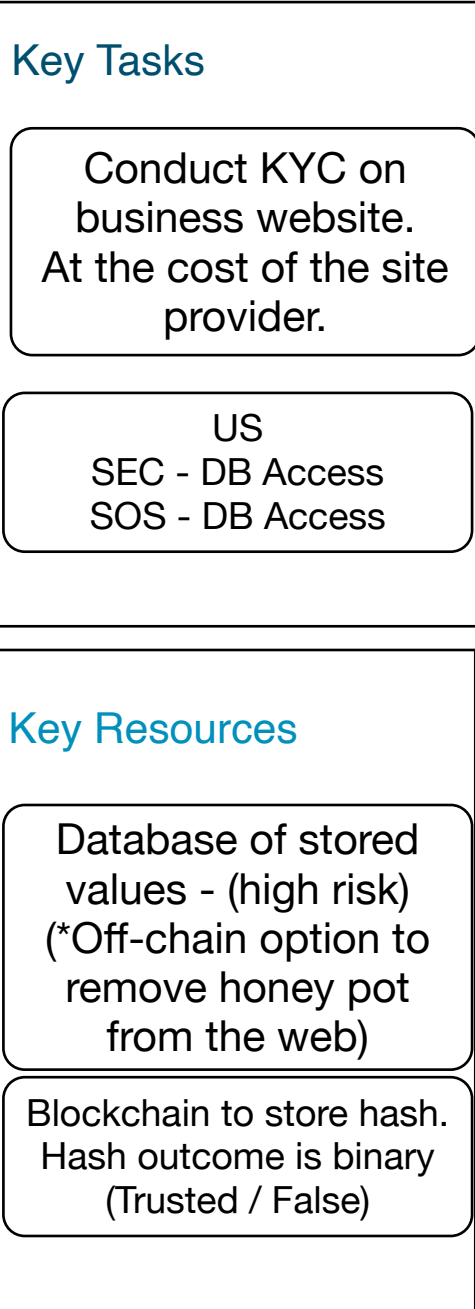 Key Tasks
Conduct KYC on
business website.
At the cost of the site
provider.
US
SEC - DB Access
SOS - DB Access
Key Resources
Database of stored
values - (high risk)
(*Off-chain option to
remove honey pot
from the web)
Blockchain to store hash.
Hash outcome is binary
(Trusted / False)